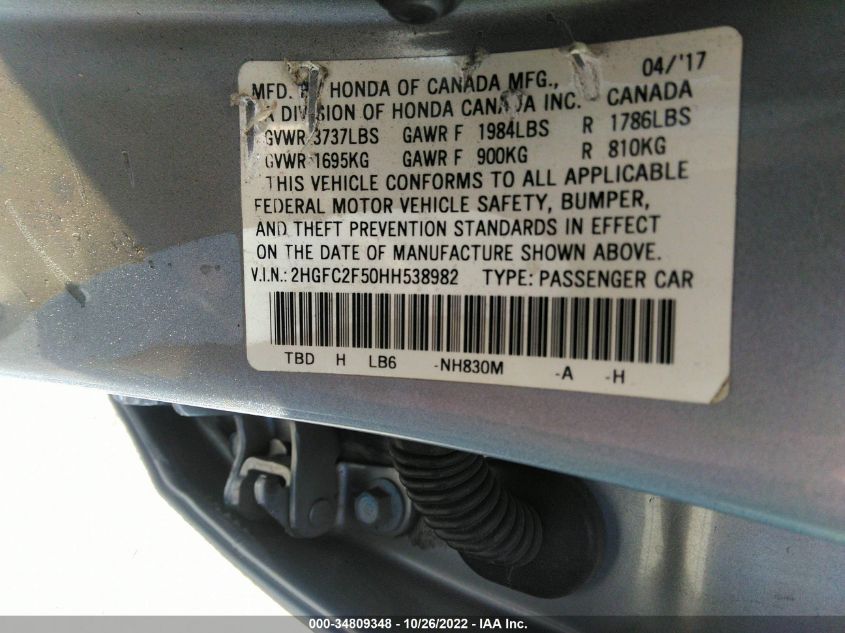 04/'17
MFD. BY HONDA OF CANADA MFG.,
A DIVISION OF HONDA CANADA INC. CANADA
GVWR 3737LBS GAWR F 1984LBS R 1786LBS
GVWR 1695KG GAWR F 900KG R 810KG
THIS VEHICLE CONFORMS TO ALL APPLICABLE
FEDERAL MOTOR VEHICLE SAFETY, BUMPER,
AND THEFT PREVENTION STANDARDS IN EFFECT
ON THE DATE OF MANUFACTURE SHOWN ABOVE.
V.I.N.: 2HGFC2F50HH538982 TYPE: PASSENGER CAR
TBD H LB6 -NH830M -A -H
000-34809348 - 10/26/2022 - IAA Inc.